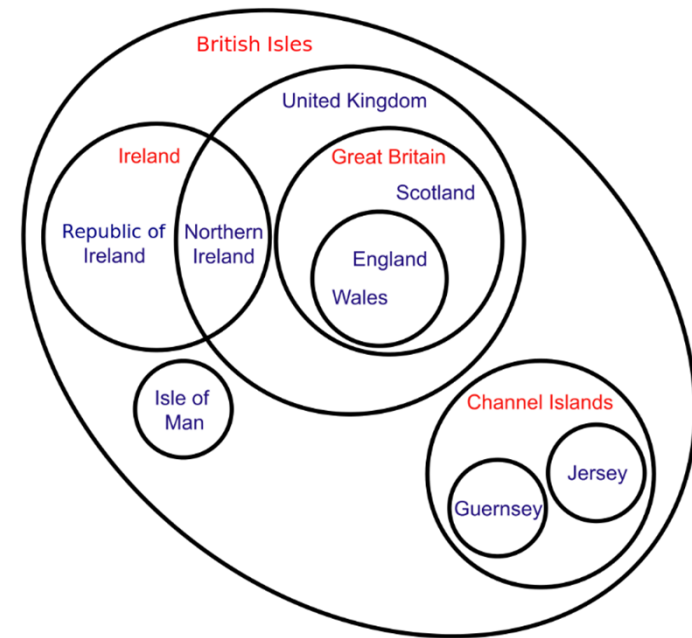 British Isles
United Kingdom
Ireland
Great Britain
Scotland
Republic of
Ireland
Northern
Ireland
England
Wales
Isle of
Man
Channel Islands
Jersey
Guernsey